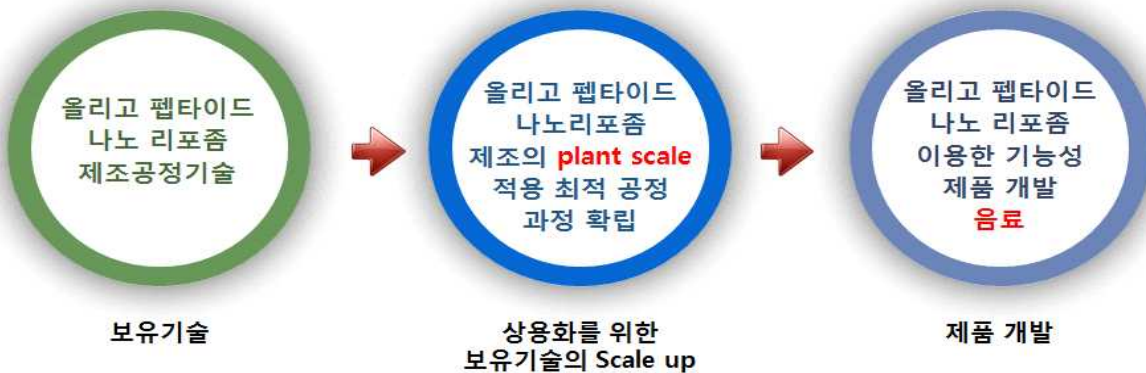 올리고 펩타이드
나노 리포좀
제조공정기술
보유기술
올리고 펩타이드
나노리포좀
제조의 plant scale
적용 최적 공정
과정 확립
상용화를 위한
보유기술의 Scale up
올리고 펩타이드
나노 리포좀
이용한 기능성
제품 개발
음료
제품 개발